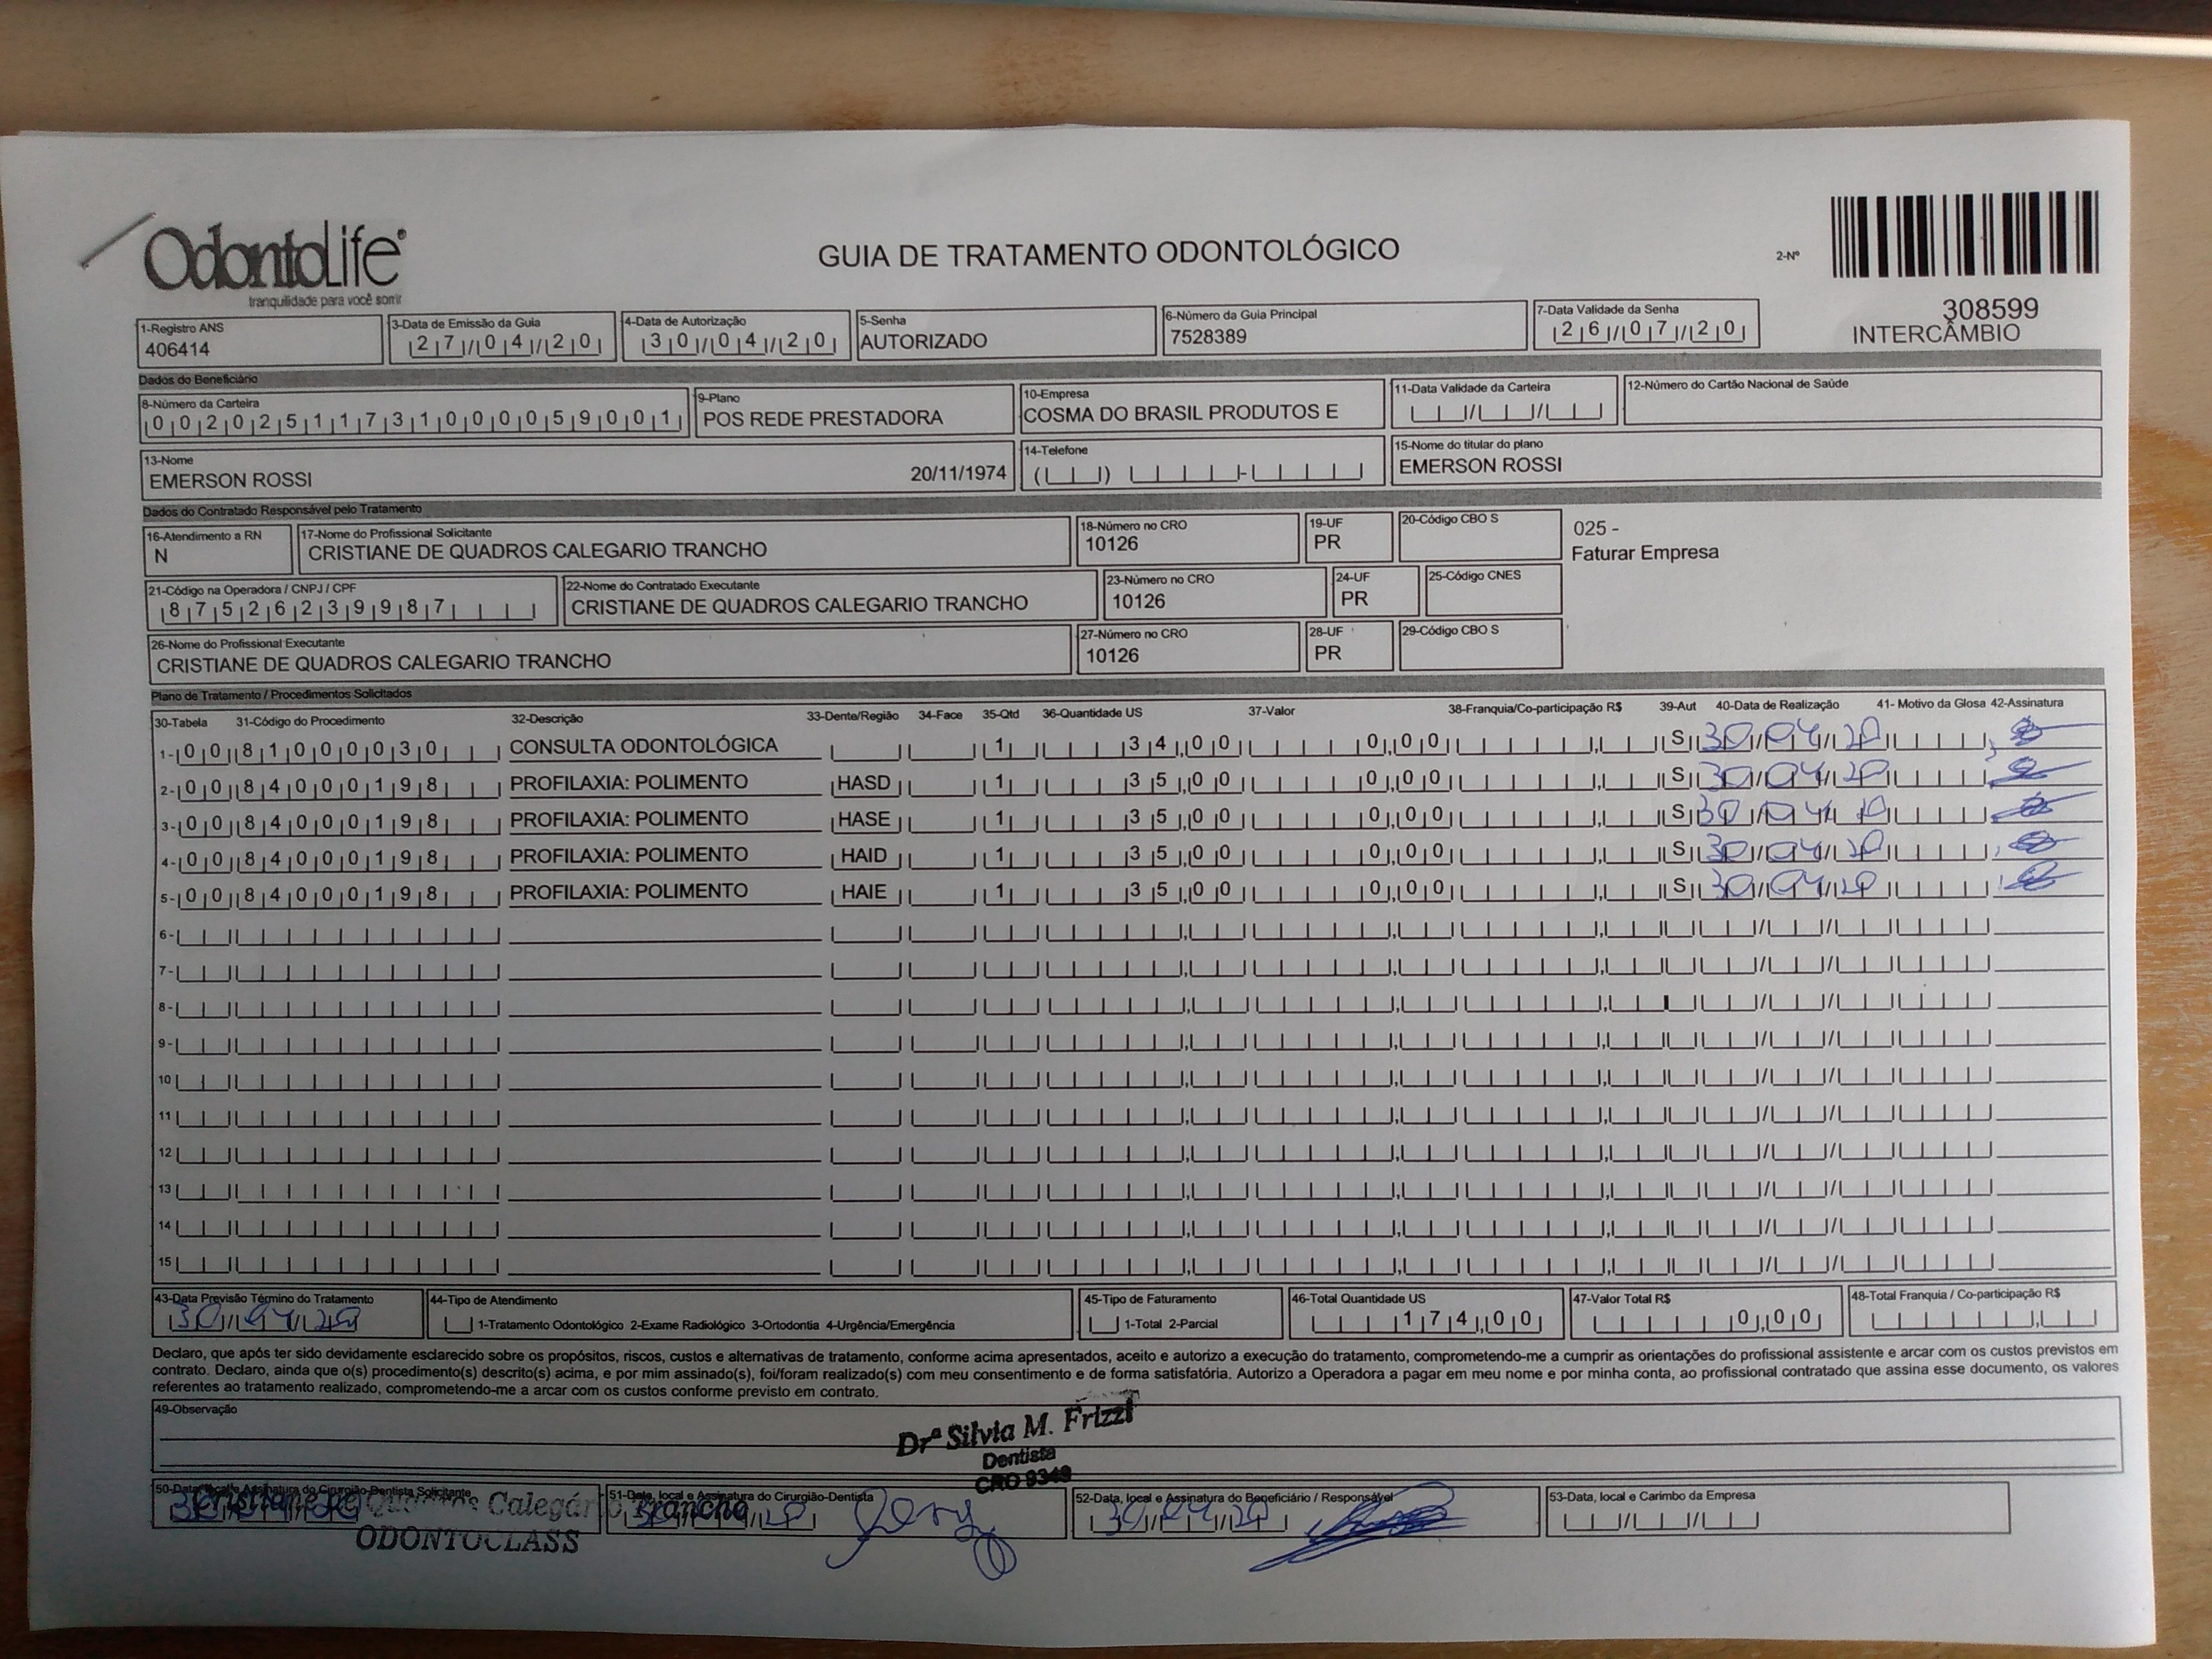 OdontoLife®
tranquilidade para você sorrir
GUIA DE TRATAMENTO ODONTOLÓGICO
2-Nº
308599
INTERCÂMBIO
1-Registro ANS
406414
3-Data de Emissão da Guia
27/04/20
4-Data de Autorização
30/04/20
5-Senha
AUTORIZADO
6-Número da Guia Principal
7528389
7-Data Validade da Senha
26/07/20
Dados do Beneficiário
8-Número da Carteira
00202511731000059001
9-Plano
POS REDE PRESTADORA
10-Empresa
COSMA DO BRASIL PRODUTOS E
11-Data Validade da Carteira
12-Número do Cartão Nacional de Saúde
13-Nome
EMERSON ROSSI 20/11/1974
14-Telefone
15-Nome do titular do plano
EMERSON ROSSI
Dados do Contratado Responsável pelo Tratamento
16-Atendimento a RN
N
17-Nome do Profissional Solicitante
CRISTIANE DE QUADROS CALEGARIO TRANCHO
18-Número no CRO
10126
19-UF
PR
20-Código CBO S
025 -
Faturar Empresa
21-Código na Operadora / CNPJ / CPF
87526239987
22-Nome do Contratado Executante
CRISTIANE DE QUADROS CALEGARIO TRANCHO
23-Número no CRO
10126
24-UF
PR
25-Código CNES
26-Nome do Profissional Executante
CRISTIANE DE QUADROS CALEGARIO TRANCHO
27-Número no CRO
10126
28-UF
PR
29-Código CBO S
Plano de Tratamento / Procedimentos Solicitados
30-Tabela 31-Código do Procedimento 32-Descrição 33-Dente/Região 34-Face 35-Qtd 36-Quantidade US 37-Valor 38-Franquia/Co-participação R$ 39-Aut 40-Data de Realização 41- Motivo da Glosa 42-Assinatura
1- 00 81000030 CONSULTA ODONTOLÓGICA 1 34,00 0,00 S 30/04/20
2- 00 84000198 PROFILAXIA: POLIMENTO HASD 1 35,00 0,00 S 30/04/20
3- 00 84000198 PROFILAXIA: POLIMENTO HASE 1 35,00 0,00 S 30/04/20
4- 00 84000198 PROFILAXIA: POLIMENTO HAID 1 35,00 0,00 S 30/04/20
5- 00 84000198 PROFILAXIA: POLIMENTO HAIE 1 35,00 0,00 S 30/04/20
6-
7-
8-
9-
10
11
12
13
14
15
43-Data Previsão Término do Tratamento
30/04/20
44-Tipo de Atendimento
1-Tratamento Odontológico 2-Exame Radiológico 3-Ortodontia 4-Urgência/Emergência
45-Tipo de Faturamento
1-Total 2-Parcial
46-Total Quantidade US
174,00
47-Valor Total R$
0,00
48-Total Franquia / Co-participação R$
Declaro, que após ter sido devidamente esclarecido sobre os propósitos, riscos, custos e alternativas de tratamento, conforme acima apresentados, aceito e autorizo a execução do tratamento, comprometendo-me a cumprir as orientações do profissional assistente e arcar com os custos previstos em
contrato. Declaro, ainda que o(s) procedimento(s) descrito(s) acima, e por mim assinado(s), foi/foram realizado(s) com meu consentimento e de forma satisfatória. Autorizo a Operadora a pagar em meu nome e por minha conta, ao profissional contratado que assina esse documento, os valores
referentes ao tratamento realizado, comprometendo-me a arcar com os custos conforme previsto em contrato.
49-Observação
Drª Silvia M. Frizzi
Dentista
CRO 9349
50-Data, local e Assinatura do Cirurgião-Dentista Solicitante
30/04/20
Cristiane de Quadros Calegário Trancho
ODONTOCLASS
51-Data, local e Assinatura do Cirurgião-Dentista
30/04/20
52-Data, local e Assinatura do Beneficiário / Responsável
30/04/20
53-Data, local e Carimbo da Empresa